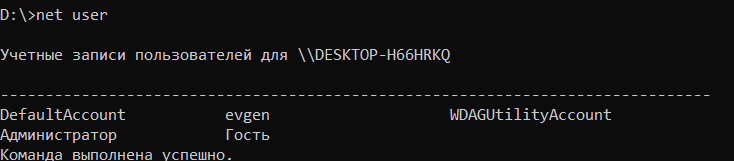 D:\>net user
Учетные записи пользователей для \\DESKTOP-H66HRKQ
-------------------------------------------------------------------------------
DefaultAccount evgen WDAGUtilityAccount
Администратор Гость
Команда выполнена успешно.